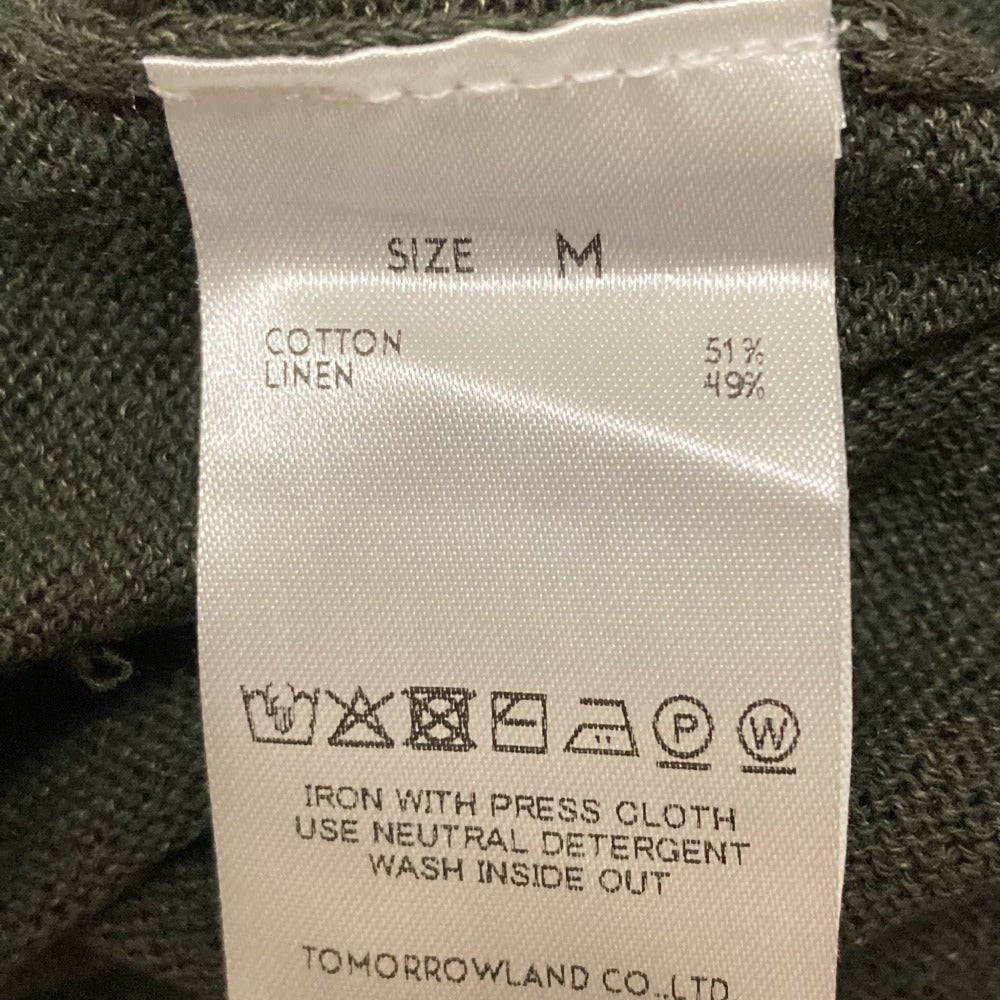 SIZE M
COTTON 51%
LINEN 49%
P W
IRON WITH PRESS CLOTH
USE NEUTRAL DETERGENT
WASH INSIDE OUT
TOMORROWLAND CO.,LTD